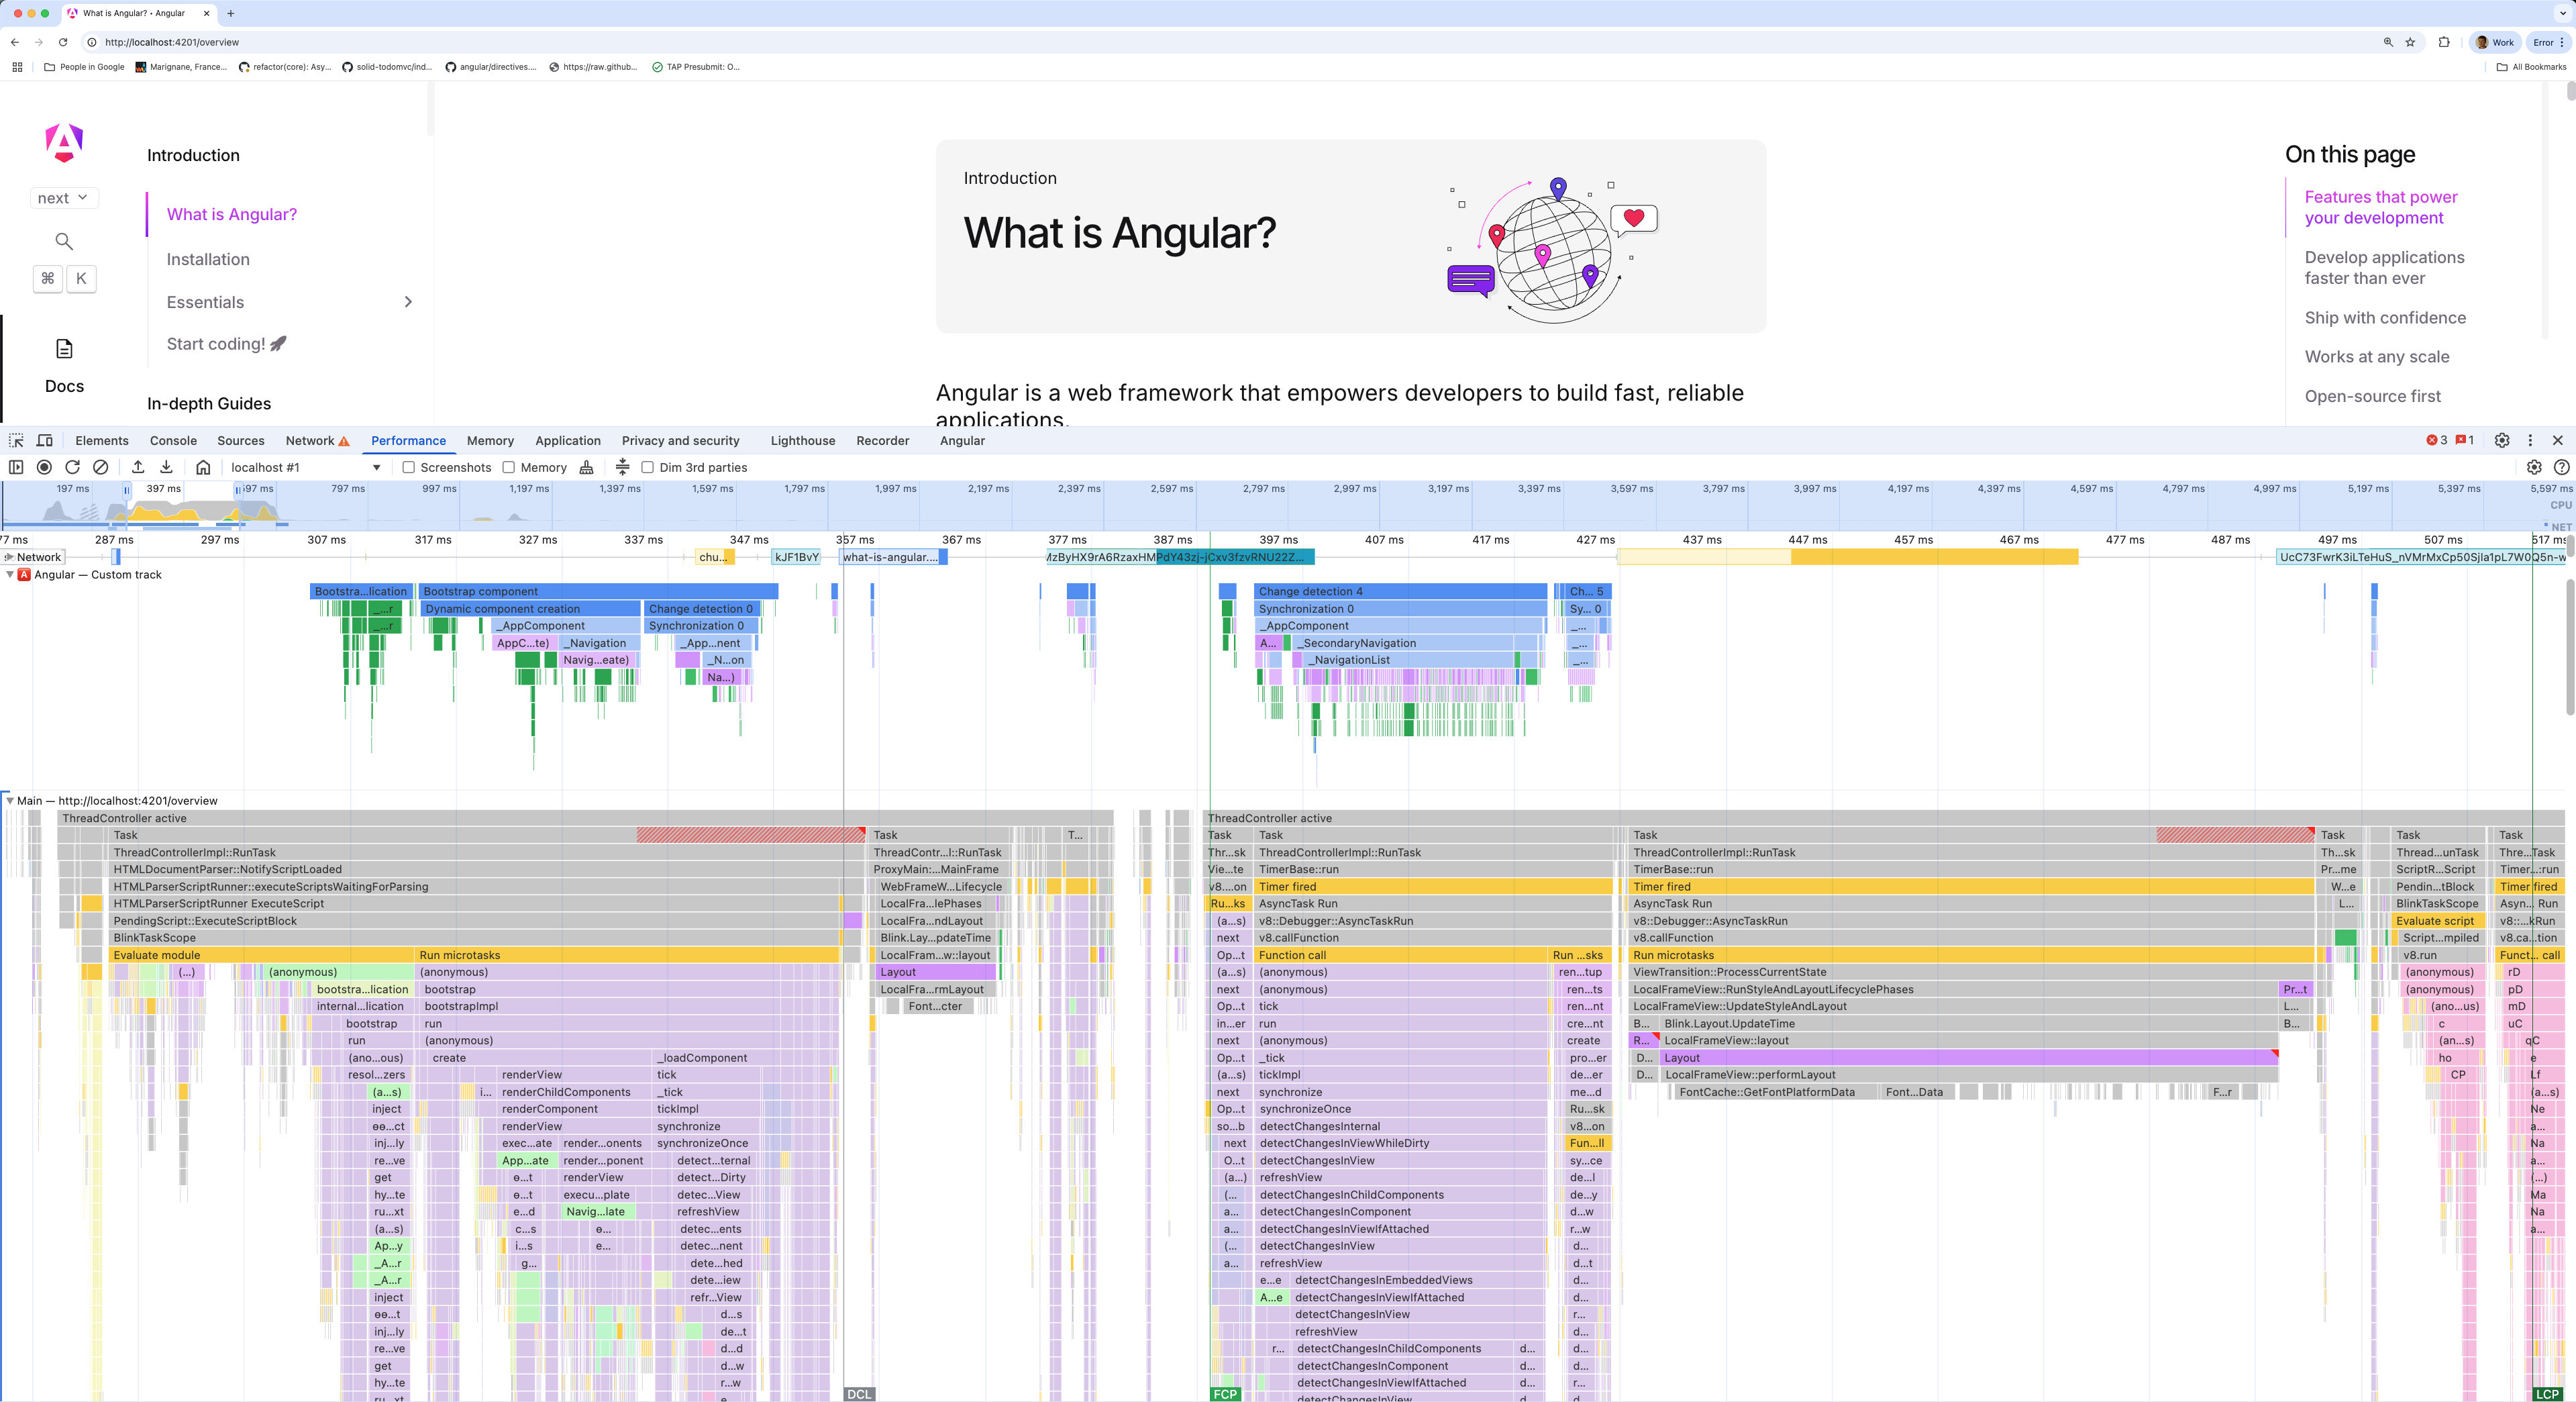 What is Angular? • Angular
http://localhost:4201/overview
Work
Error
People in Google
Marignane, France...
refactor(core): Asy...
solid-todomvc/ind...
angular/directives....
https://raw.github...
TAP Presubmit: O...
All Bookmarks
next
⌘ K
Docs
Introduction
What is Angular?
Installation
Essentials
Start coding!
In-depth Guides
Introduction
What is Angular?
Angular is a web framework that empowers developers to build fast, reliable
applications.
On this page
Features that power
your development
Develop applications
faster than ever
Ship with confidence
Works at any scale
Open-source first
Elements Console Sources Network Performance Memory Application Privacy and security Lighthouse Recorder Angular
3 1
localhost #1 Screenshots Memory Dim 3rd parties
197 ms 397 ms 597 ms 797 ms 997 ms 1,197 ms 1,397 ms 1,597 ms 1,797 ms 1,997 ms 2,197 ms 2,397 ms 2,597 ms 2,797 ms 2,997 ms 3,197 ms 3,397 ms 3,597 ms 3,797 ms 3,997 ms 4,197 ms 4,397 ms 4,597 ms 4,797 ms 4,997 ms 5,197 ms 5,397 ms 5,597 ms
CPU
NET
77 ms 287 ms 297 ms 307 ms 317 ms 327 ms 337 ms 347 ms 357 ms 367 ms 377 ms 387 ms 397 ms 407 ms 417 ms 427 ms 437 ms 447 ms 457 ms 467 ms 477 ms 487 ms 497 ms 507 ms 517 ms
Network chu... kJF1BvY what-is-angular....
Angular — Custom track
Bootstra...lication Bootstrap component Change detection 4 Ch... 5
_...r Dynamic component creation Change detection 0 Synchronization 0 Sy... 0
_...r _AppComponent Synchronization 0 _AppComponent _...
AppC...te) _Navigation _App...nent A... _SecondaryNavigation _...
Navig...eate) _N...on _NavigationList _...
Na...)
Main — http://localhost:4201/overview
ThreadController active ThreadController active
Task Task T... Task Task Task Task Task Task
ThreadControllerImpl::RunTask ThreadContr...l::RunTask Thr...sk ThreadControllerImpl::RunTask ThreadControllerImpl::RunTask Th...sk Thread...unTask Thre...Task
HTMLDocumentParser::NotifyScriptLoaded ProxyMain:...MainFrame Vie...te TimerBase::run TimerBase::run Pr...me ScriptR...Script Timer...:run
HTMLParserScriptRunner::executeScriptsWaitingForParsing WebFrameW...Lifecycle v8....on Timer fired Timer fired W...e Pendin...tBlock Timer fired
HTMLParserScriptRunner ExecuteScript LocalFra...lePhases Ru...ks AsyncTask Run AsyncTask Run L... BlinkTaskScope Asyn... Run
PendingScript::ExecuteScriptBlock LocalFra...ndLayout (a...s) v8::Debugger::AsyncTaskRun v8::Debugger::AsyncTaskRun Evaluate script v8::...kRun
BlinkTaskScope Blink.Lay...pdateTime next v8.callFunction v8.callFunction Script...mpiled v8.ca...tion
Evaluate module Run microtasks LocalFram...w::layout Op...t Function call Run ...sks Run microtasks v8.run Funct... call
(...) (anonymous) (anonymous) Layout (a...s) (anonymous) ren...tup ViewTransition::ProcessCurrentState (anonymous) rD
bootstra...lication bootstrap LocalFra...rmLayout next (anonymous) ren...ts LocalFrameView::RunStyleAndLayoutLifecyclePhases Pr...t (anonymous) pD
internal...lication bootstrapImpl Font...cter Op...t tick ren...nt LocalFrameView::UpdateStyleAndLayout L... (ano...us) mD
bootstrap run in...er run cre...nt B... Blink.Layout.UpdateTime B... c uC
run (anonymous) next (anonymous) create R... LocalFrameView::layout (an...s) qC
(ano...ous) create _loadComponent Op...t _tick pro...er D... Layout ho e
resol...zers renderView tick (a...s) tickImpl de...er D... LocalFrameView::performLayout CP Lf
(a...s) i... renderChildComponents _tick next synchronize me...d FontCache::GetFontPlatformData Font...Data F...r (a...s)
inject renderComponent tickImpl Op...t synchronizeOnce Ru...sk Ne
ɵɵ...ct renderView synchronize so...b detectChangesInternal v8...on a...
inj...ly exec...ate render...onents synchronizeOnce next detectChangesInViewWhileDirty Fun...ll Na
re...ve App...ate render...ponent detect...ternal O...t detectChangesInView sy...ce a...
get ɵ...t renderView detect...Dirty (a...) refreshView de...l (...)
hy...te ɵ...t execu...plate detec...View (... detectChangesInChildComponents de...y Ma
ru...xt e...d Navig...late refreshView a... detectChangesInComponent d...w Na
(a...s) c...s e... detec...ents a... detectChangesInViewIfAttached r...w a...
Ap...y i...s e... detec...nent (... detectChangesInView d...
_A...r g... dete...hed a... refreshView d...t
_A...r dete...iew e...e detectChangesInEmbeddedViews d...
inject refr...View A...e detectChangesInViewIfAttached d...
ɵɵ...t d...s detectChangesInView r...
inj...ly de...t refreshView d...
re...ve d...d r... detectChangesInChildComponents d... d...
get d...w detectChangesInComponent d... d...
hy...te r...w detectChangesInViewIfAttached d... r...
DCL FCP detectChangesInView LCP